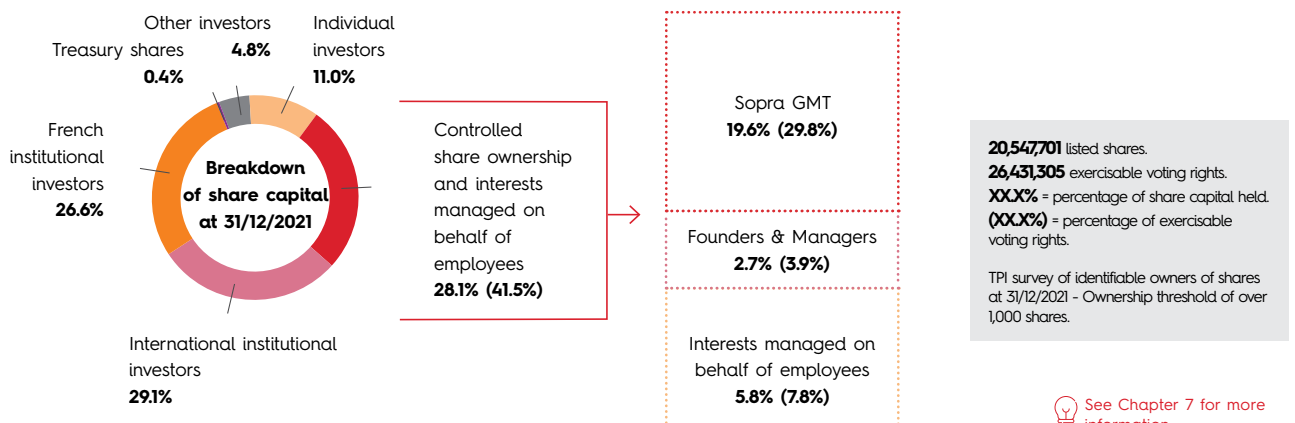 Other investors
4.8%
Individual
investors
11.0%
Treasury shares
0.4%
French
institutional
investors
26.6%
Breakdown
of share capital
at 31/12/2021
International institutional
investors
29.1%
Controlled
share ownership
and interests
managed on
behalf of
employees
28.1% (41.5%)
Sopra GMT
19.6% (29.8%)
Founders & Managers
2.7% (3.9%)
Interests managed on
behalf of employees
5.8% (7.8%)
20,547,701 listed shares.
26,431,305 exercisable voting rights.
XX.X% = percentage of share capital held.
(XX.X%) = percentage of exercisable
voting rights.
TPI survey of identifiable owners of shares
at 31/12/2021 - Ownership threshold of over
1,000 shares.
See Chapter 7 for more
information